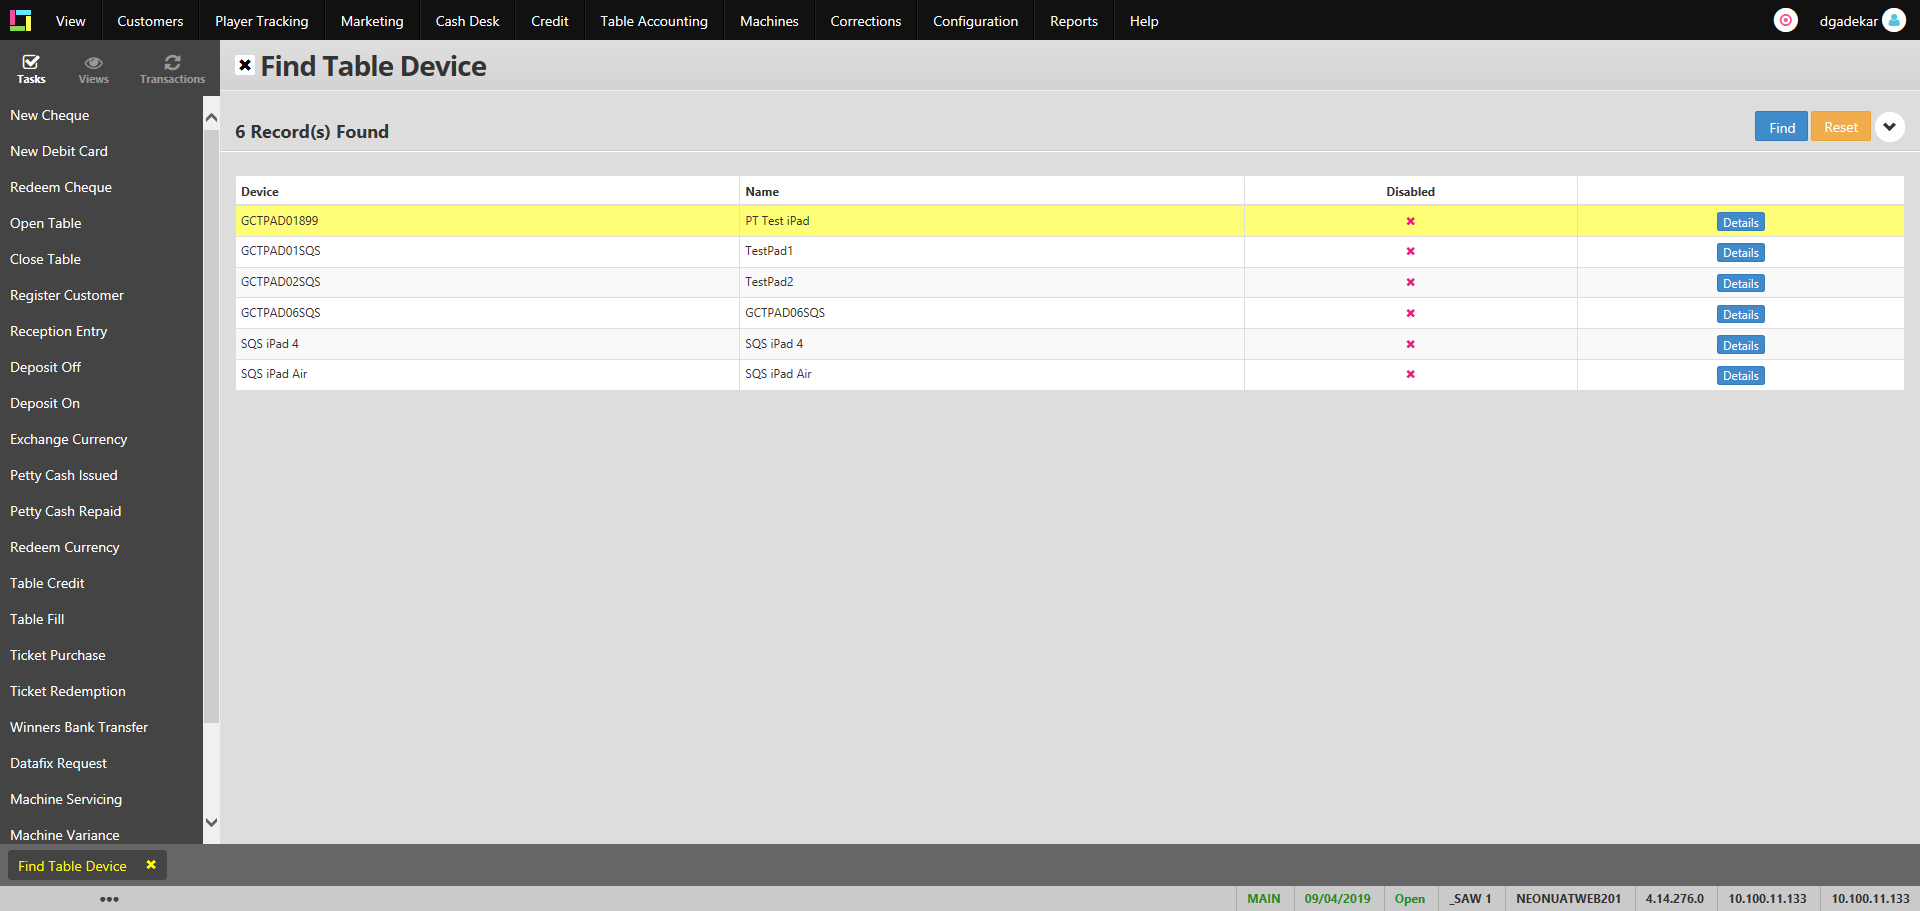 View Customers Player Tracking Marketing Cash Desk Credit Table Accounting Machines Corrections Configuration Reports Help dgadekar
Tasks Views Transactions
Find Table Device
New Cheque
New Debit Card
Redeem Cheque
Open Table
Close Table
Register Customer
Reception Entry
Deposit Off
Deposit On
Exchange Currency
Petty Cash Issued
Petty Cash Repaid
Redeem Currency
Table Credit
Table Fill
Ticket Purchase
Ticket Redemption
Winners Bank Transfer
Datafix Request
Machine Servicing
Machine Variance
6 Record(s) Found Find Reset
Device Name Disabled
GCTPAD01899 PT Test iPad Details
GCTPAD01SQS TestPad1 Details
GCTPAD02SQS TestPad2 Details
GCTPAD06SQS GCTPAD06SQS Details
SQS iPad 4 SQS iPad 4 Details
SQS iPad Air SQS iPad Air Details
Find Table Device
MAIN 09/04/2019 Open _SAW 1 NEONUATWEB201 4.14.276.0 10.100.11.133 10.100.11.133